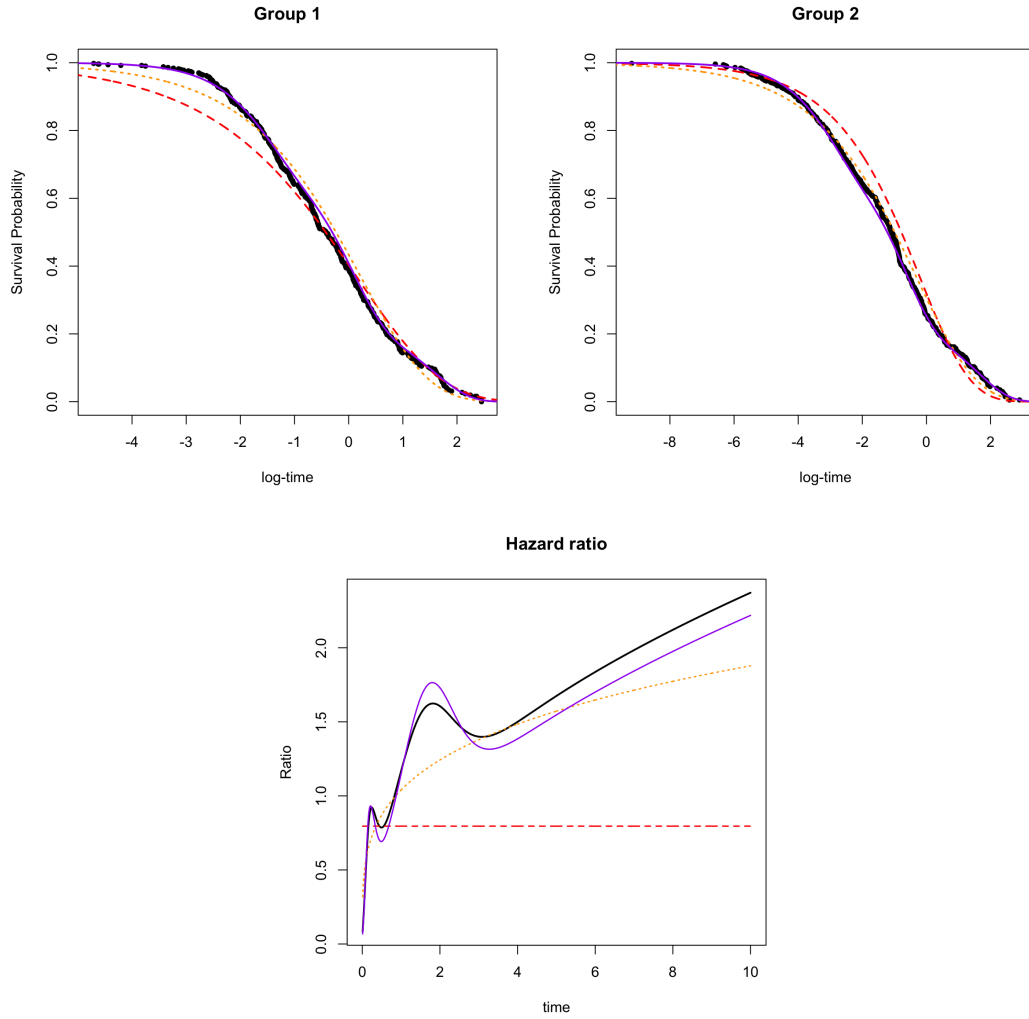 Group 1
Survival Probability
1.0
0.8
0.6
0.4
0.2
0.0
-4 -3 -2 -1 0 1 2
log-time
Group 2
Survival Probability
1.0
0.8
0.6
0.4
0.2
0.0
-8 -6 -4 -2 0 2
log-time
Hazard ratio
Ratio
2.0
1.5
1.0
0.5
0.0
0 2 4 6 8 10
time